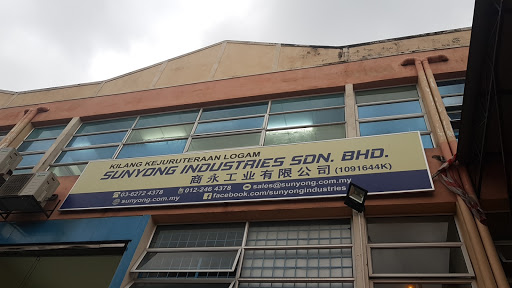 KILANG KEJURUTERAAN LOGAM
SUNYONG INDUSTRIES SDN. BHD.
商永工业有限公司 (1091644K)
03-6272 4378 012-246 4378 sales@sunyong.com.my
sunyong.com.my facebook.com/sunyongindustries